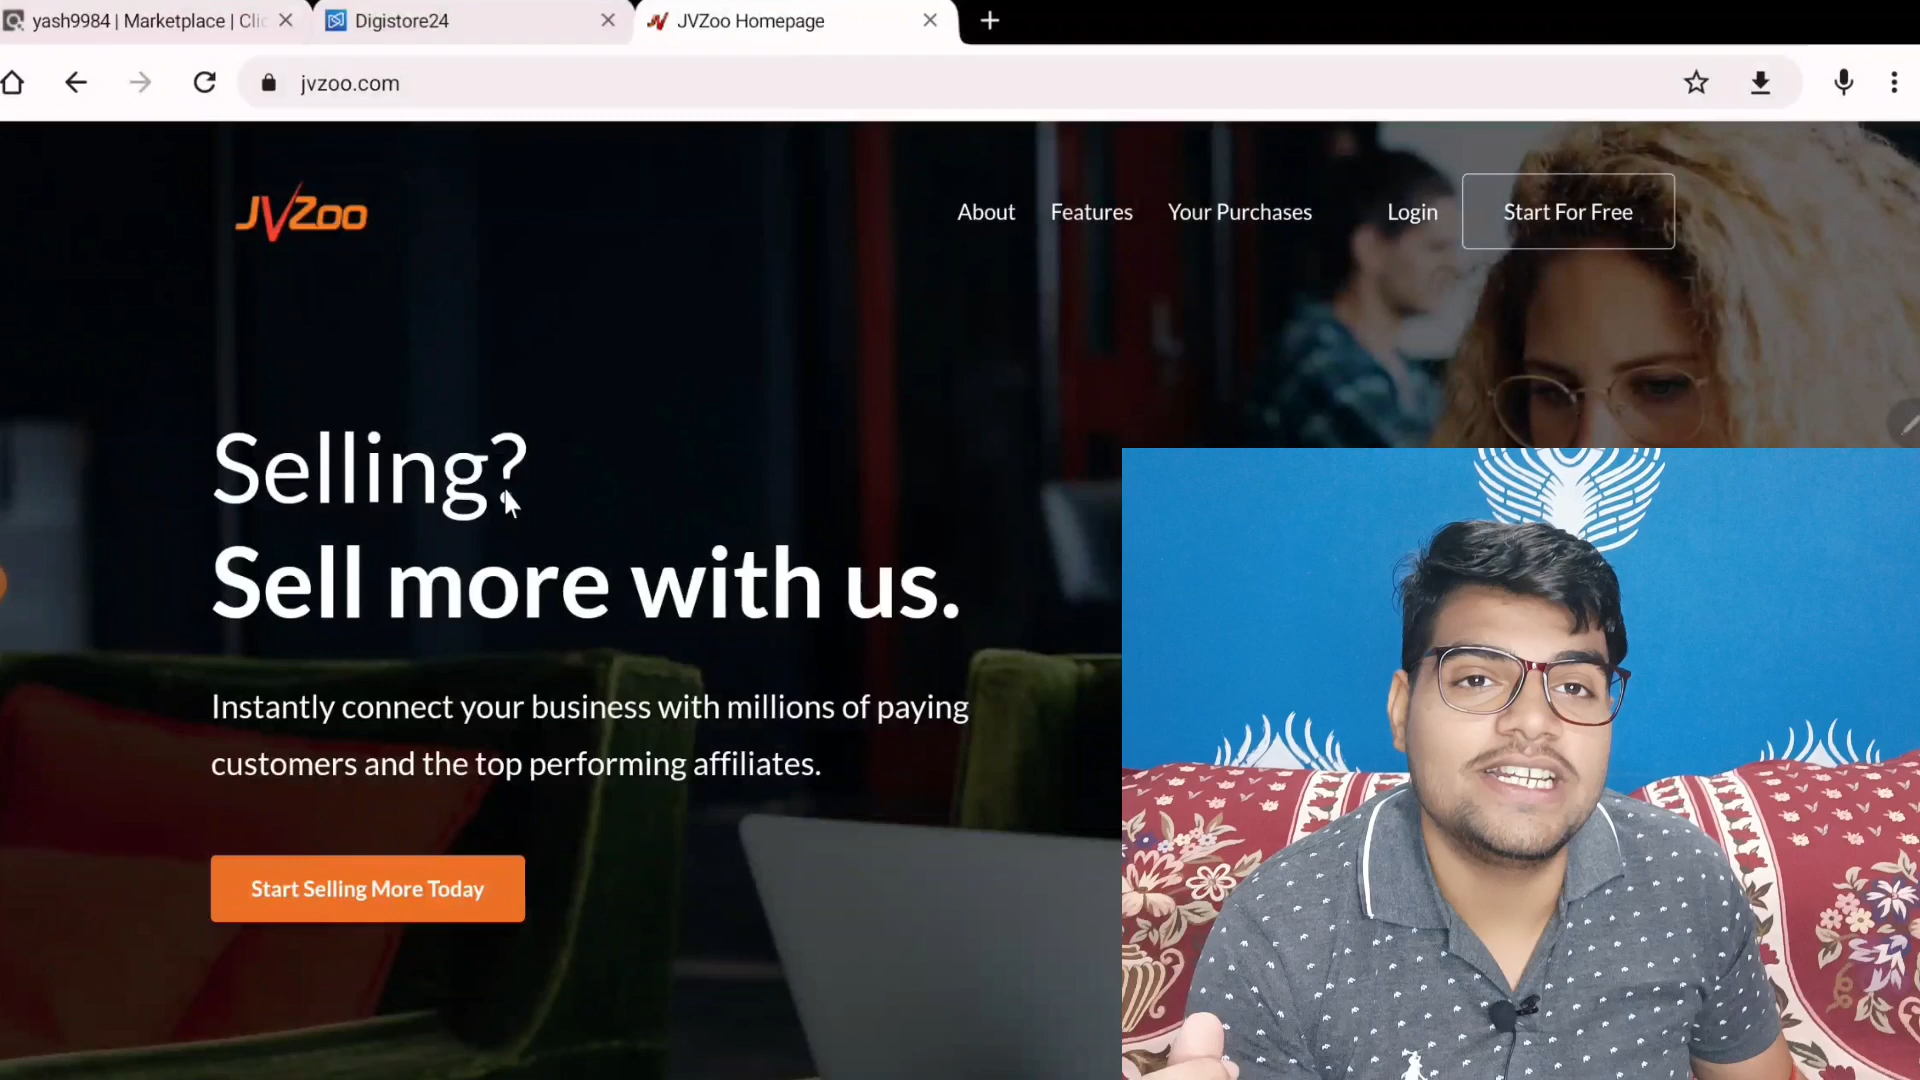 yash9984 | Marketplace | Clic
Digistore24
JVZoo Homepage
jvzoo.com
JVZoo
About
Features
Your Purchases
Login
Start For Free
Selling?
Sell more with us.
Instantly connect your business with millions of paying
customers and the top performing affiliates.
Start Selling More Today